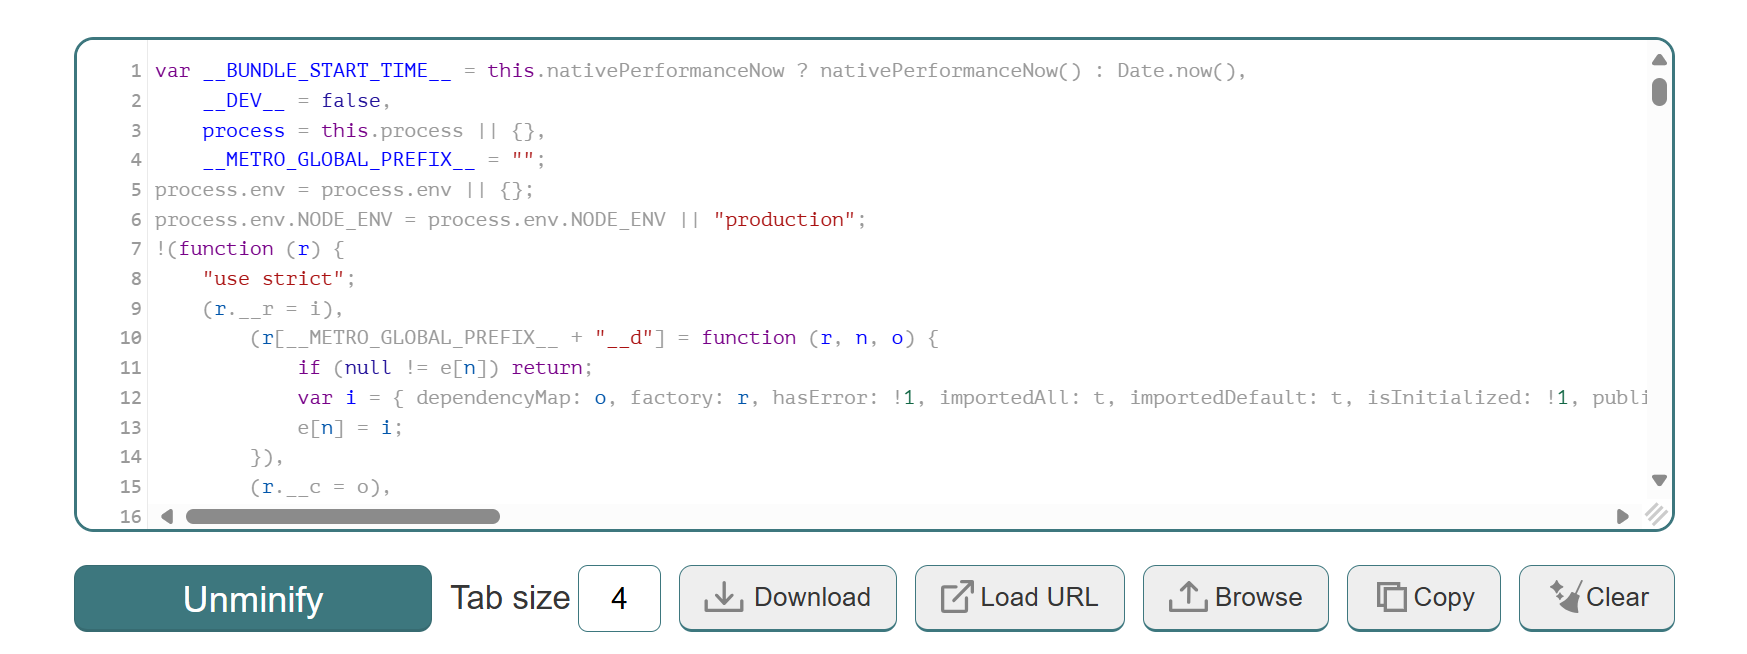 1 var __BUNDLE_START_TIME__ = this.nativePerformanceNow ? nativePerformanceNow() : Date.now(),
2     __DEV__ = false,
3     process = this.process || {},
4     __METRO_GLOBAL_PREFIX__ = "";
5 process.env = process.env || {};
6 process.env.NODE_ENV = process.env.NODE_ENV || "production";
7 !(function (r) {
8     "use strict";
9     (r.__r = i),
10         (r[__METRO_GLOBAL_PREFIX__ + "__d"] = function (r, n, o) {
11             if (null != e[n]) return;
12             var i = { dependencyMap: o, factory: r, hasError: !1, importedAll: t, importedDefault: t, isInitialized: !1, publi
13             e[n] = i;
14         }),
15         (r.__c = o),
16
Unminify Tab size 4 Download Load URL Browse Copy Clear